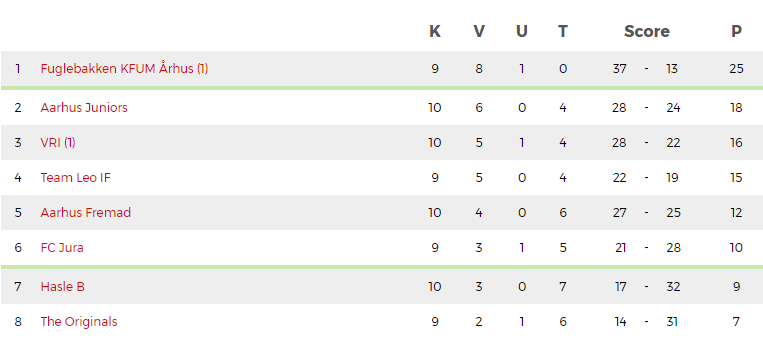 K V U T Score P
1 Fuglebakken KFUM Århus (1) 9 8 1 0 37 - 13 25
2 Aarhus Juniors 10 6 0 4 28 - 24 18
3 VRI (1) 10 5 1 4 28 - 22 16
4 Team Leo IF 9 5 0 4 22 - 19 15
5 Aarhus Fremad 10 4 0 6 27 - 25 12
6 FC Jura 9 3 1 5 21 - 28 10
7 Hasle B 10 3 0 7 17 - 32 9
8 The Originals 9 2 1 6 14 - 31 7